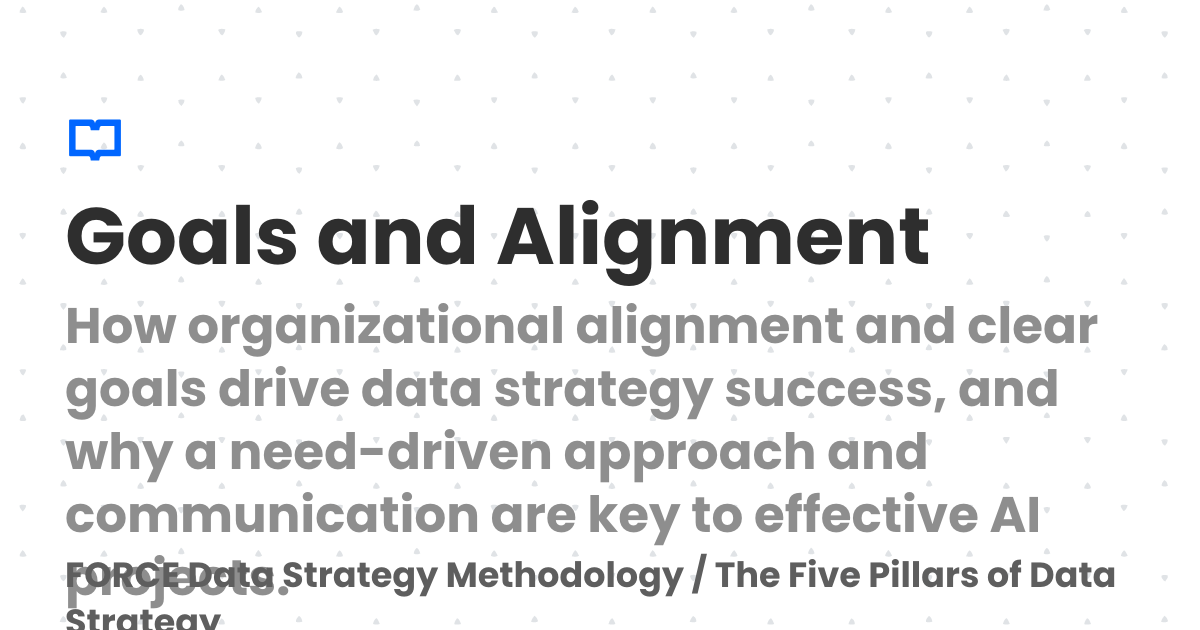 Goals and Alignment
How organizational alignment and clear
goals drive data strategy success, and
why a need-driven approach and
communication are key to effective AI
projects.
FORCE Data Strategy Methodology / The Five Pillars of Data
Strategy